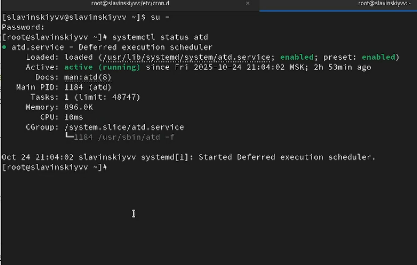 root@slavinskiyvv:/etc/cron.d
root@slavinskiyvv:~
[slavinskiyvv@slavinskiyvv ~]$ su -
Password:
[root@slavinskiyvv ~]# systemctl status atd
● atd.service - Deferred execution scheduler
Loaded: loaded (/usr/lib/systemd/system/atd.service; enabled; preset: enabled)
Active: active (running) since Fri 2025-10-24 21:04:02 MSK; 2h 53min ago
Docs: man:atd(8)
Main PID: 1184 (atd)
Tasks: 1 (limit: 48747)
Memory: 896.0K
CPU: 10ms
CGroup: /system.slice/atd.service
└─1184 /usr/sbin/atd -f
Oct 24 21:04:02 slavinskiyvv systemd[1]: Started Deferred execution scheduler.
[root@slavinskiyvv ~]#